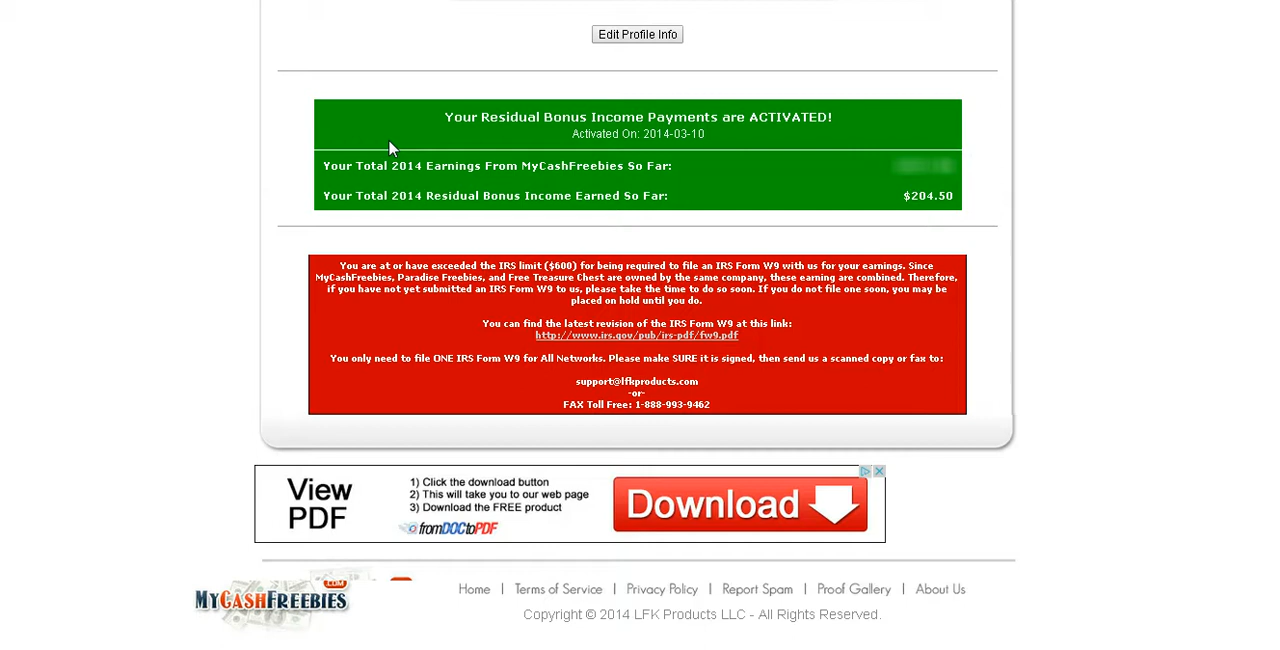 Edit Profile Info
Your Residual Bonus Income Payments are ACTIVATED!
Activated On: 2014-03-10
Your Total 2014 Earnings From MyCashFreebies So Far:
Your Total 2014 Residual Bonus Income Earned So Far: $204.50
You are at or have exceeded the IRS limit ($600) for being required to file an IRS Form W9 with us for your earnings. Since
MyCashFreebies, Paradise Freebies, and Free Treasure Chest are owned by the same company, these earning are combined. Therefore,
if you have not yet submitted an IRS Form W9 to us, please take the time to do so soon. If you do not file one soon, you may be
placed on hold until you do.
You can find the latest revision of the IRS Form W9 at this link:
http://www.irs.gov/pub/irs-pdf/fw9.pdf
You only need to file ONE IRS Form W9 for All Networks. Please make SURE it is signed, then send us a scanned copy or fax to:
support@lfkproducts.com
-or-
FAX Toll Free: 1-888-993-9462
View
PDF
1) Click the download button
2) This will take you to our web page
3) Download the FREE product
fromDOCtoPDF
Download
MYCASHFREEBIES
.COM
Home | Terms of Service | Privacy Policy | Report Spam | Proof Gallery | About Us
Copyright © 2014 LFK Products LLC - All Rights Reserved.